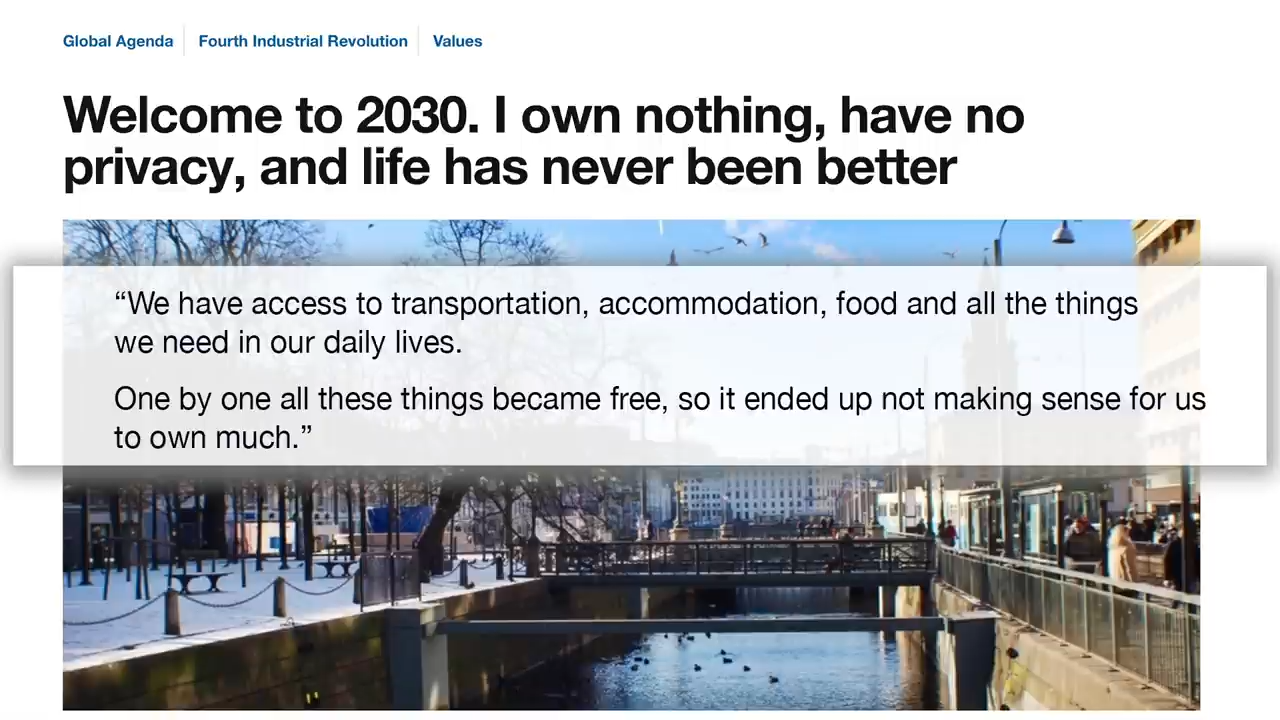 Global Agenda Fourth Industrial Revolution Values
Welcome to 2030. I own nothing, have no
privacy, and life has never been better
“We have access to transportation, accommodation, food and all the things
we need in our daily lives.
One by one all these things became free, so it ended up not making sense for us
to own much.”